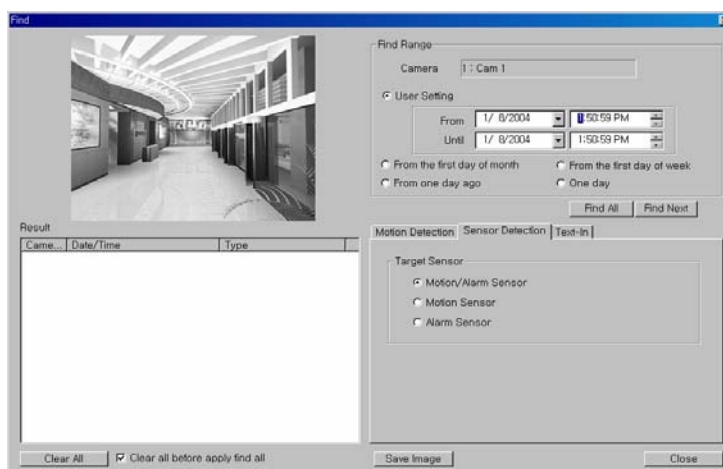 Find
Find Range
Camera 1 : Cam 1
User Setting
From 1/ 8/2004 1:50:59 PM
Until 1/ 8/2004 1:50:59 PM
From the first day of month From the first day of week
From one day ago One day
Find All Find Next
Result
Came... Date/Time Type
Motion Detection Sensor Detection Text-In
Target Sensor
Motion/Alarm Sensor
Motion Sensor
Alarm Sensor
Clear All Clear all before apply find all Save Image Close